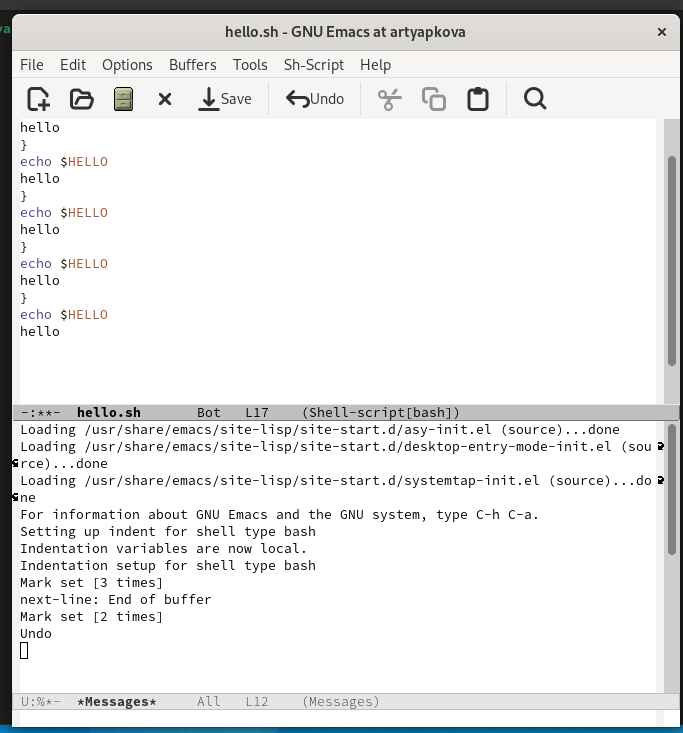 va
hello.sh - GNU Emacs at artyapkova
File Edit Options Buffers Tools Sh-Script Help
Save Undo
hello
}
echo $HELLO
hello
}
echo $HELLO
hello
}
echo $HELLO
hello
}
echo $HELLO
hello
-:**- hello.sh Bot L17 (Shell-script[bash])
Loading /usr/share/emacs/site-lisp/site-start.d/asy-init.el (source)...done
Loading /usr/share/emacs/site-lisp/site-start.d/desktop-entry-mode-init.el (sou
rce)...done
Loading /usr/share/emacs/site-lisp/site-start.d/systemtap-init.el (source)...do
ne
For information about GNU Emacs and the GNU system, type C-h C-a.
Setting up indent for shell type bash
Indentation variables are now local.
Indentation setup for shell type bash
Mark set [3 times]
next-line: End of buffer
Mark set [2 times]
Undo
U:%*- *Messages* All L12 (Messages)